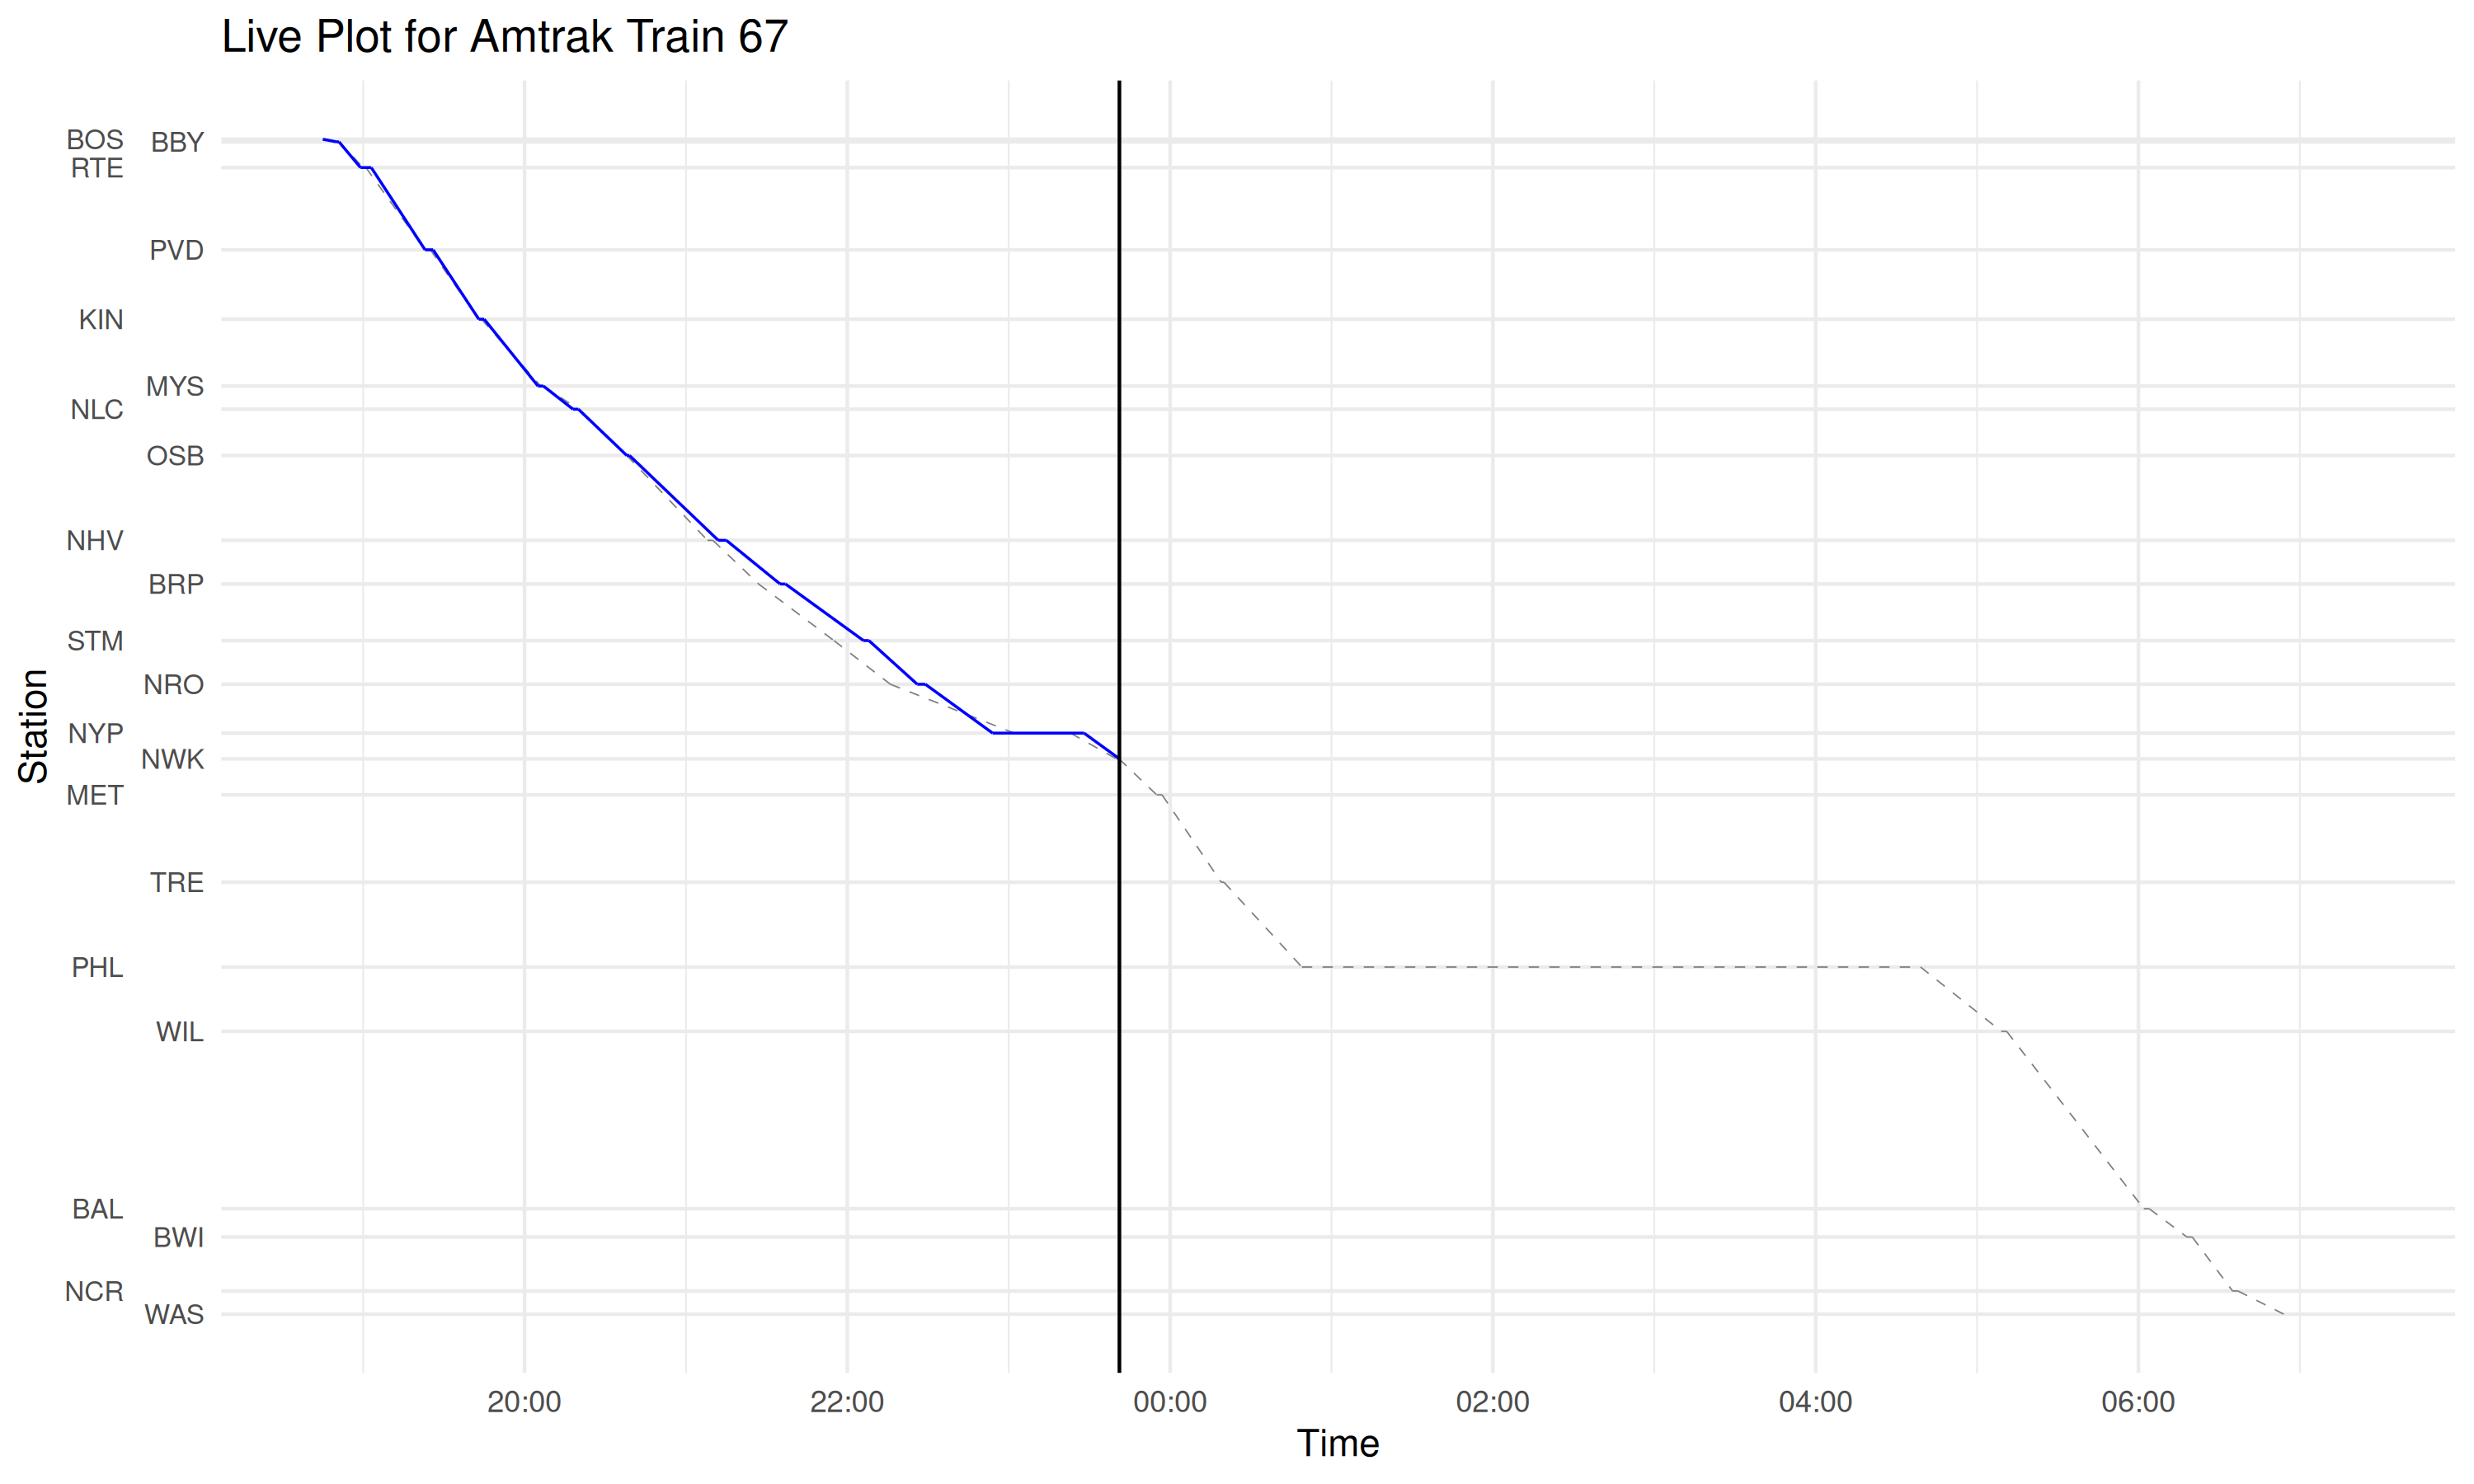 Live Plot for Amtrak Train 67
BOS BBY
RTE
PVD
KIN
MYS
NLC
OSB
NHV
BRP
STM
NRO
NYP
NWK
MET
TRE
PHL
WIL
BAL
BWI
NCR
WAS
Station
20:00 22:00 00:00 02:00 04:00 06:00
Time